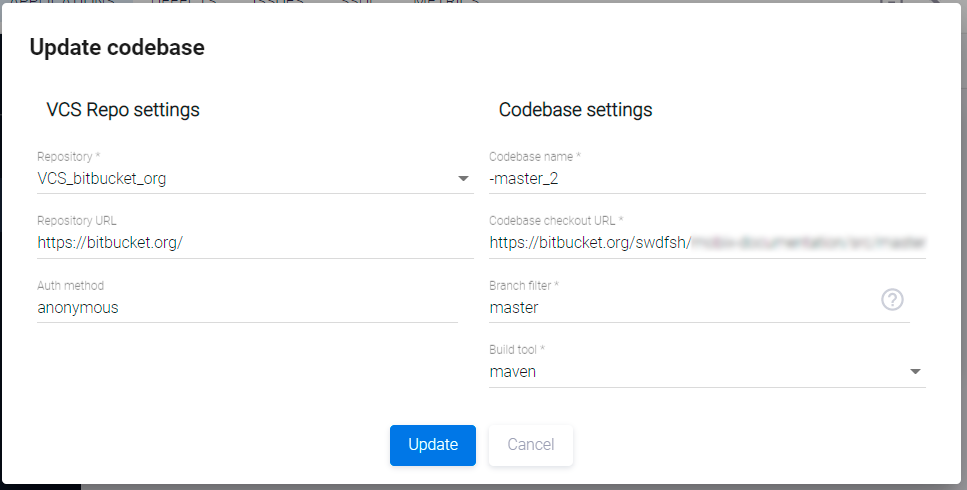 Update codebase
VCS Repo settings
Repository *
VCS_bitbucket_org
Repository URL
https://bitbucket.org/
Auth method
anonymous
Codebase settings
Codebase name *
-master_2
Codebase checkout URL *
https://bitbucket.org/swdfsh/
Branch filter *
master
Build tool *
maven
Update
Cancel